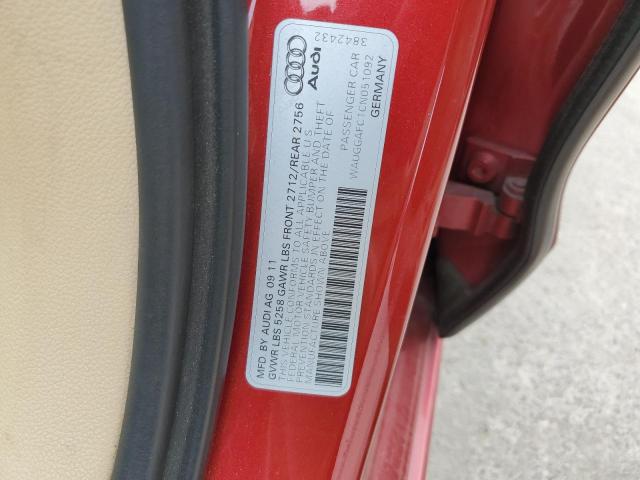 MFD. BY AUDI AG 09 11
GVWR LBS 5258 GAWR LBS FRONT 2712/REAR 2756
THIS VEHICLE CONFORMS TO ALL APPLICABLE U S
FEDERAL MOTOR VEHICLE SAFETY BUMPER AND THEFT
PREVENTION STANDARDS IN EFFECT ON THE DATE OF
MANUFACTURE SHOWN ABOVE
PASSENGER CAR
WAUGGAFC1CN051092
GERMANY
Audi
3842432